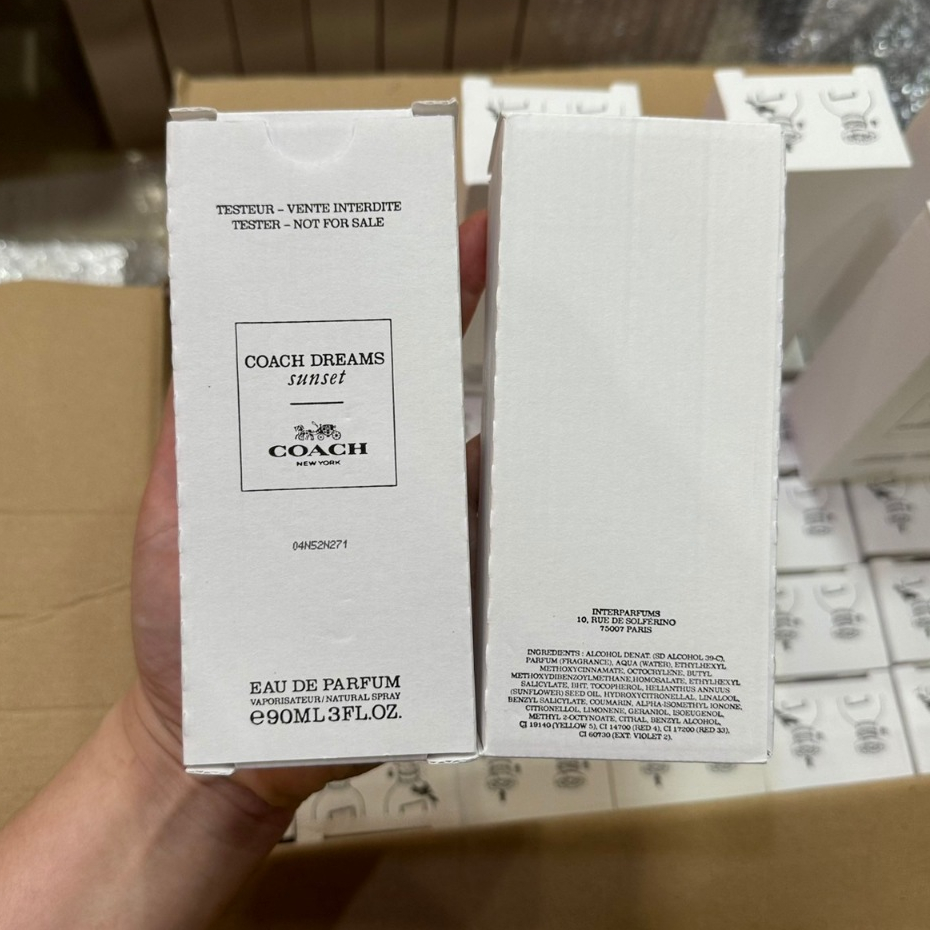 TESTEUR – VENTE INTERDITE
TESTER – NOT FOR SALE
COACH DREAMS
sunset
COACH
NEW YORK
04N52N271
EAU DE PARFUM
VAPORISATEUR/NATURAL SPRAY
℮90ML 3FL.OZ.
INTERPARFUMS
10, RUE DE SOLFÉRINO
75007 PARIS
INGREDIENTS : ALCOHOL DENAT. (SD ALCOHOL 39-C),
PARFUM (FRAGRANCE), AQUA (WATER), ETHYLHEXYL
METHOXYCINNAMATE, OCTOCRYLENE, BUTYL
METHOXYDIBENZOYLMETHANE, HOMOSALATE, ETHYLHEXYL
SALICYLATE, BHT, TOCOPHEROL, HELIANTHUS ANNUUS
(SUNFLOWER) SEED OIL, HYDROXYCITRONELLAL, LINALOOL,
BENZYL SALICYLATE, COUMARIN, ALPHA-ISOMETHYL IONONE,
CITRONELLOL, LIMONENE, GERANIOL, ISOEUGENOL,
METHYL 2-OCTYNOATE, CITRAL, BENZYL ALCOHOL,
CI 19140 (YELLOW 5), CI 14700 (RED 4), CI 17200 (RED 33),
CI 60730 (EXT. VIOLET 2).